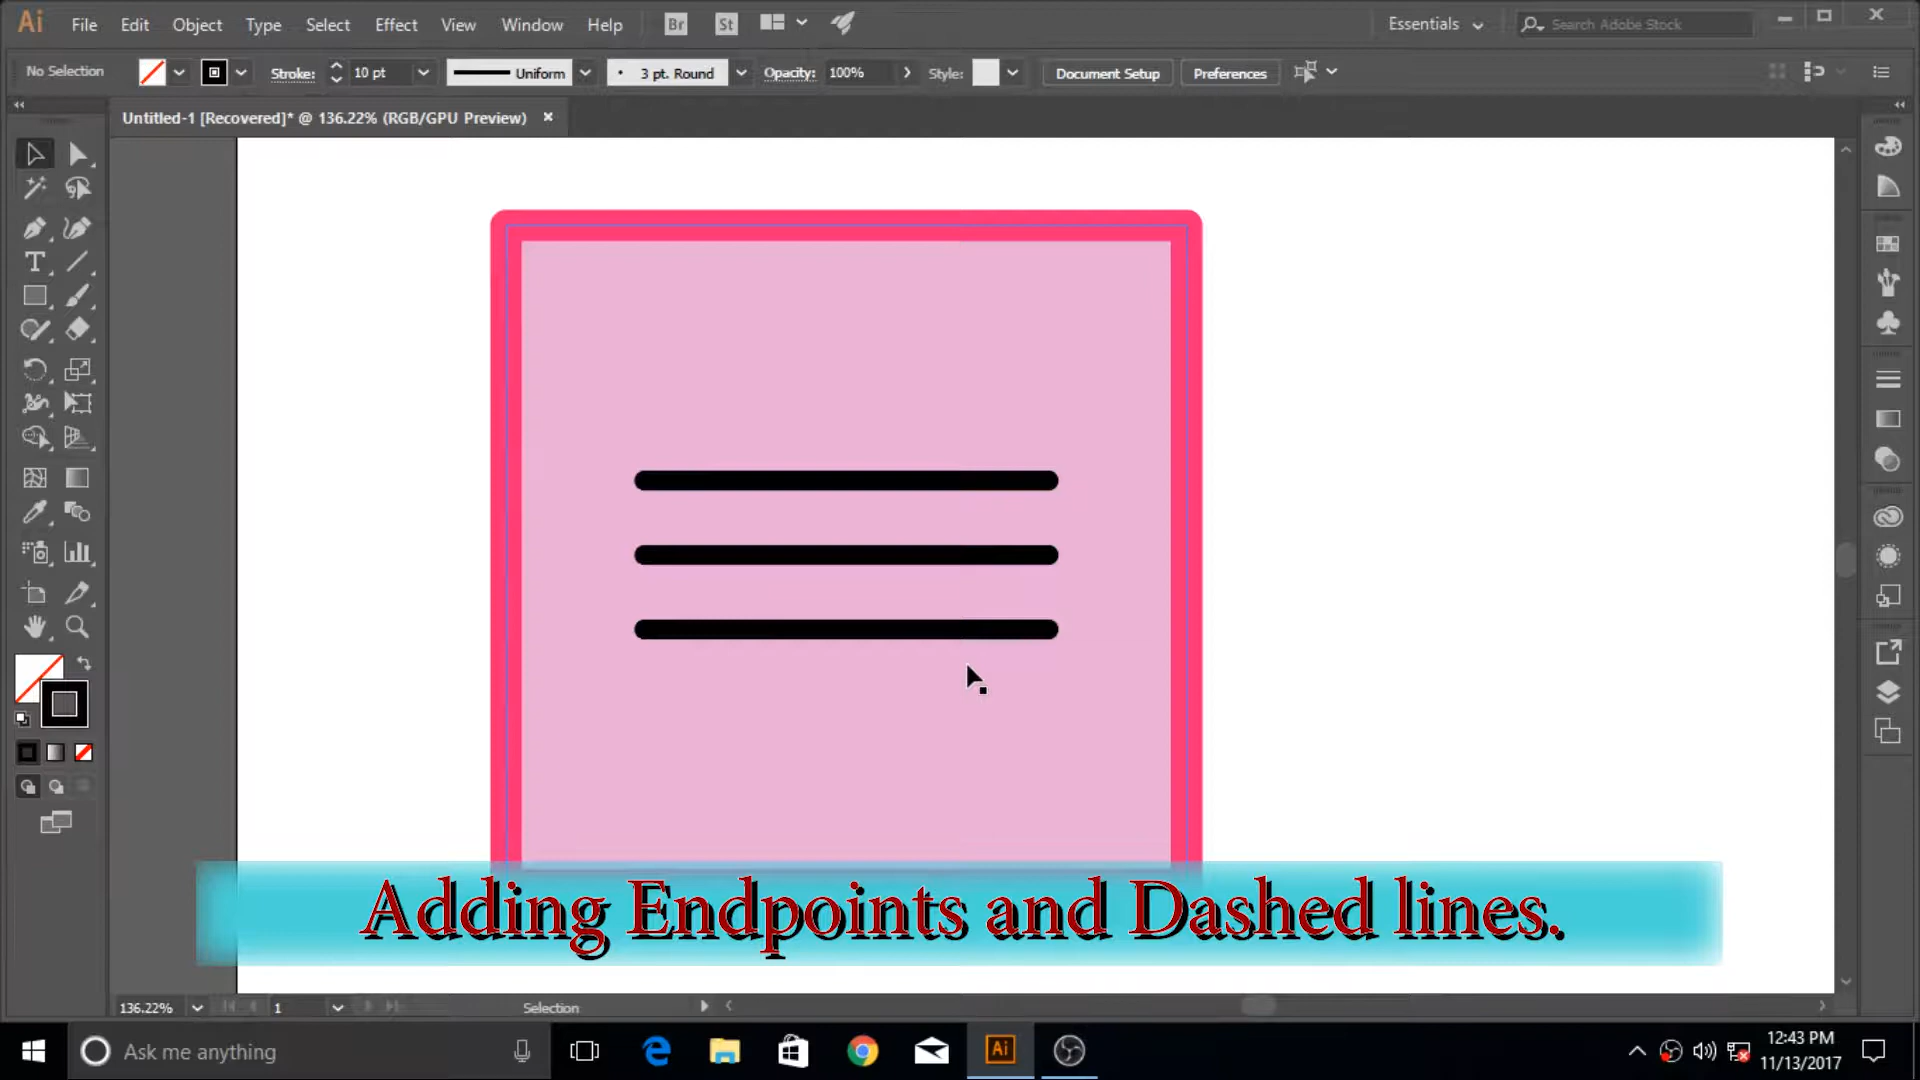 Ai File Edit Object Type Select Effect View Window Help Br St Essentials Search Adobe Stock
No Selection Stroke: 10 pt Uniform 3 pt. Round Opacity: 100% Style: Document Setup Preferences
Untitled-1 [Recovered]* @ 136.22% (RGB/GPU Preview)
T
Adding Endpoints and Dashed lines.
136.22% 1 Selection
Ask me anything Ai 12:43 PM
11/13/2017